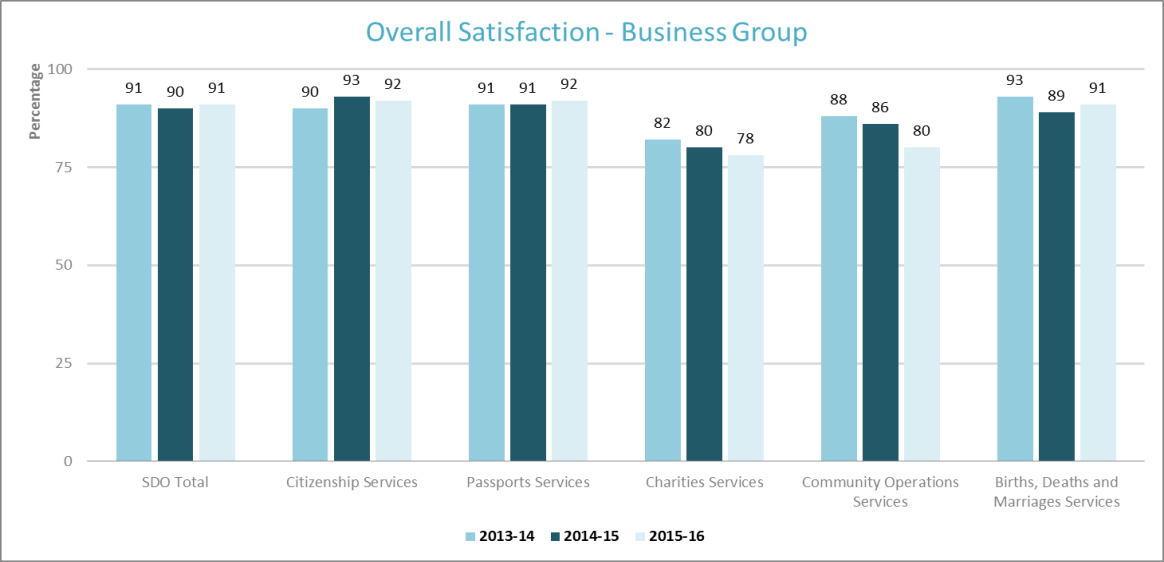 Overall Satisfaction - Business Group
Percentage
100
75
50
25
0
91 90 91
90 93 92
91 91 92
82 80 78
88 86 80
93 89 91
SDO Total
Citizenship Services
Passports Services
Charities Services
Community Operations
Services
Births, Deaths and
Marriages Services
2013-14 2014-15 2015-16